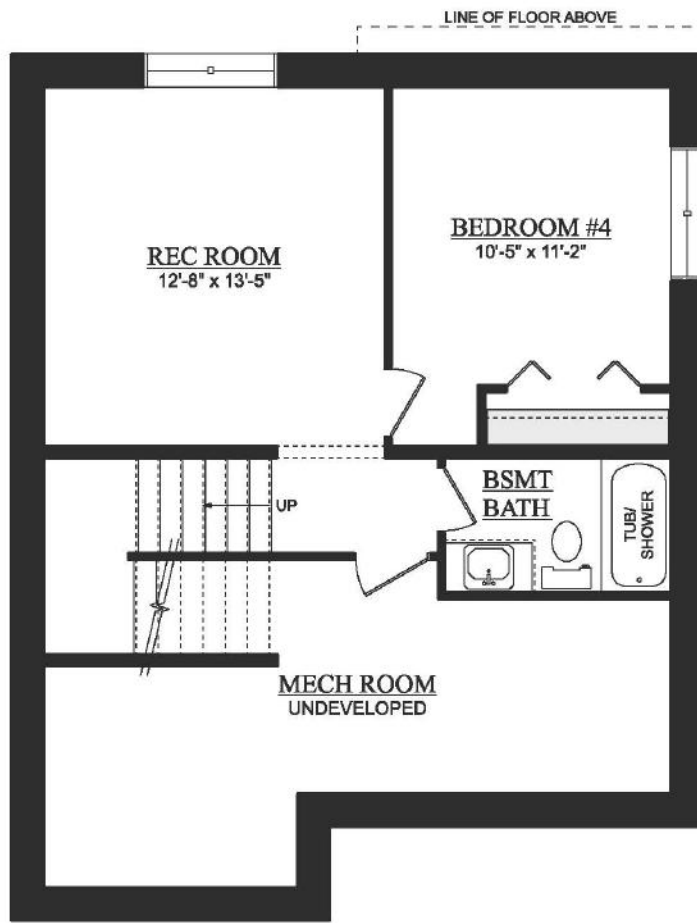 LINE OF FLOOR ABOVE
REC ROOM
12'-8" x 13'-5"
BEDROOM #4
10'-5" x 11'-2"
UP
BSMT
BATH
TUB/
SHOWER
MECH ROOM
UNDEVELOPED